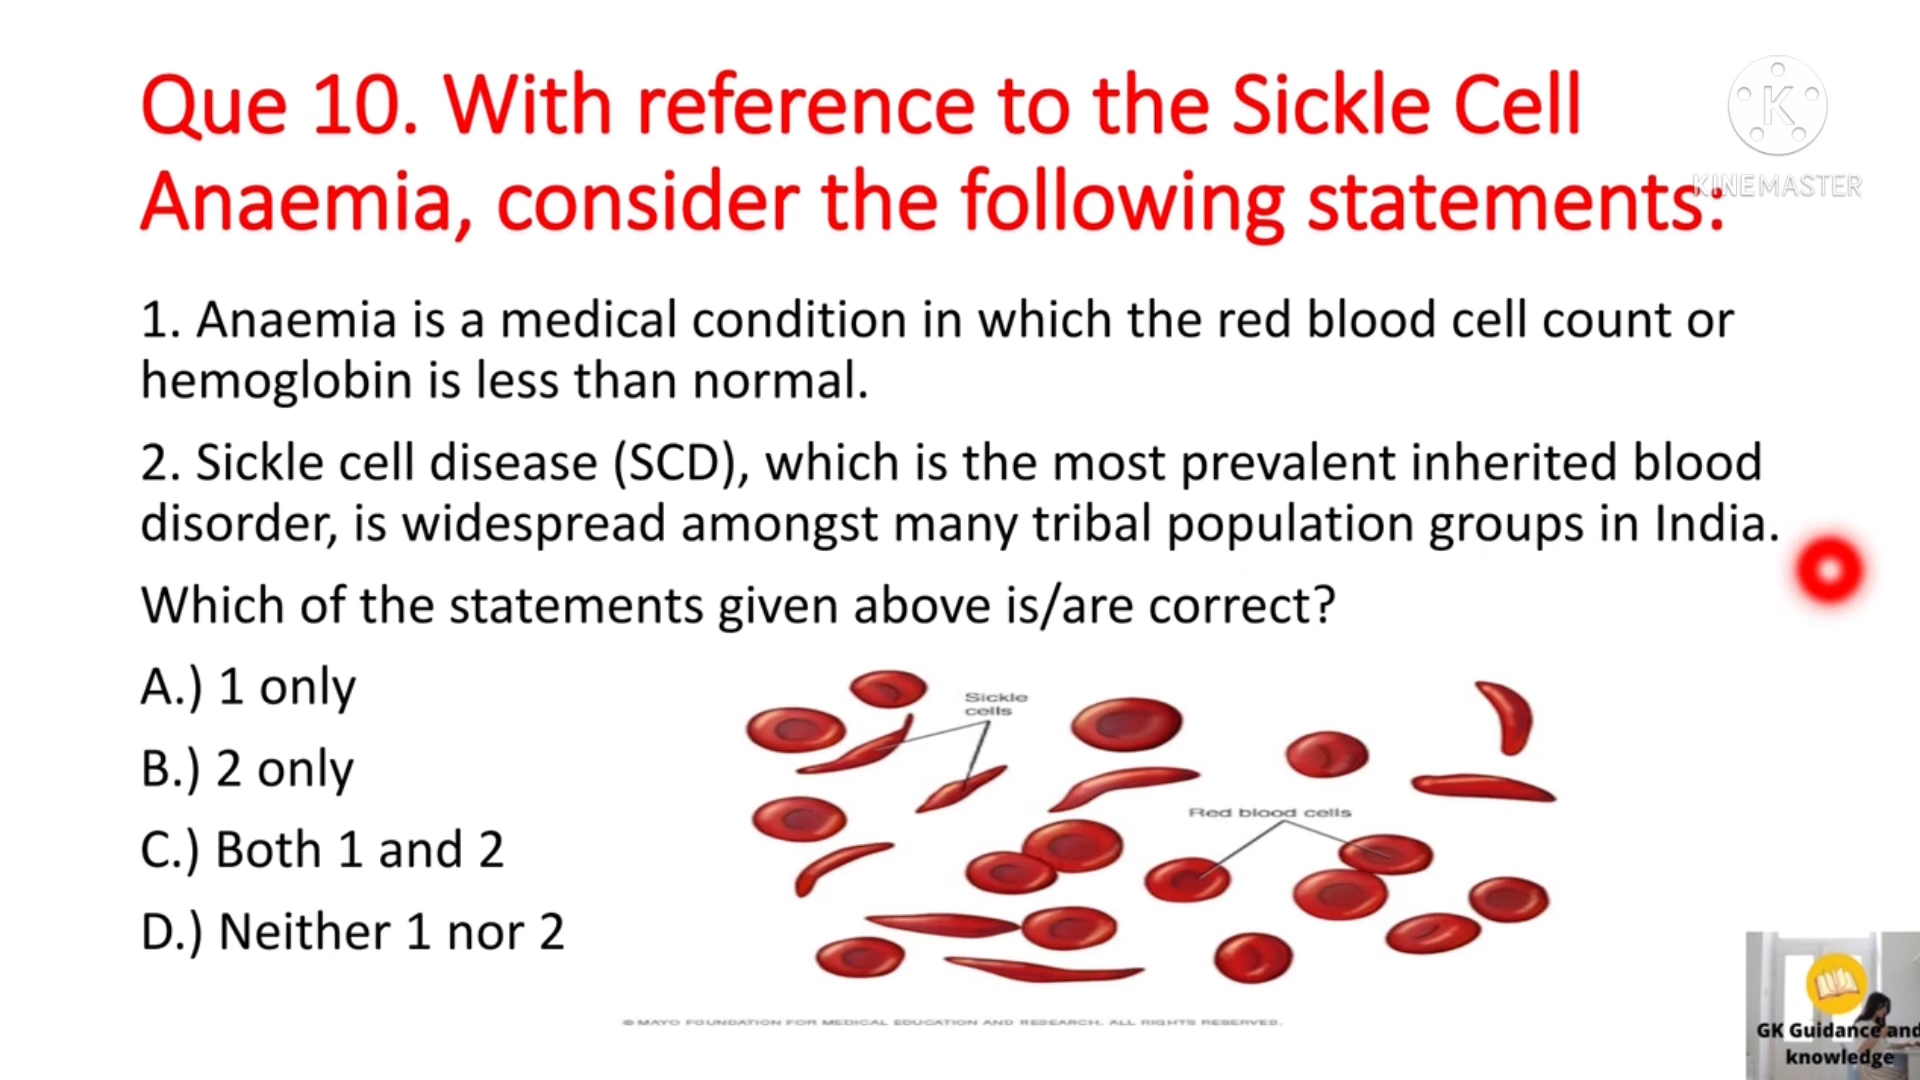 Que 10. With reference to the Sickle Cell
Anaemia, consider the following statements:
KINEMASTER
1. Anaemia is a medical condition in which the red blood cell count or
hemoglobin is less than normal.
2. Sickle cell disease (SCD), which is the most prevalent inherited blood
disorder, is widespread amongst many tribal population groups in India.
Which of the statements given above is/are correct?
A.) 1 only
B.) 2 only
C.) Both 1 and 2
D.) Neither 1 nor 2
Sickle
cells
Red blood cells
© MAYO FOUNDATION FOR MEDICAL EDUCATION AND RESEARCH. ALL RIGHTS RESERVED.
K
GK Guidance and
knowledge